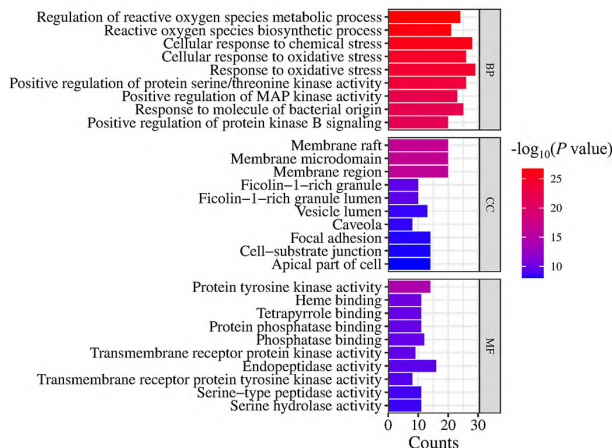 Regulation of reactive oxygen species metabolic process
Reactive oxygen species biosynthetic process
Cellular response to chemical stress
Cellular response to oxidative stress
Response to oxidative stress
Positive regulation of protein serine/threonine kinase activity
Positive regulation of MAP kinase activity
Response to molecule of bacterial origin
Positive regulation of protein kinase B signaling
BP
Membrane raft
Membrane microdomain
Membrane region
Ficolin−1−rich granule
Ficolin−1−rich granule lumen
Vesicle lumen
Caveola
Focal adhesion
Cell−substrate junction
Apical part of cell
CC
Protein tyrosine kinase activity
Heme binding
Tetrapyrrole binding
Protein phosphatase binding
Phosphatase binding
Transmembrane receptor protein kinase activity
Endopeptidase activity
Transmembrane receptor protein tyrosine kinase activity
Serine−type peptidase activity
Serine hydrolase activity
MF
0 10 20 30
Counts
-log10(P value)
25
20
15
10